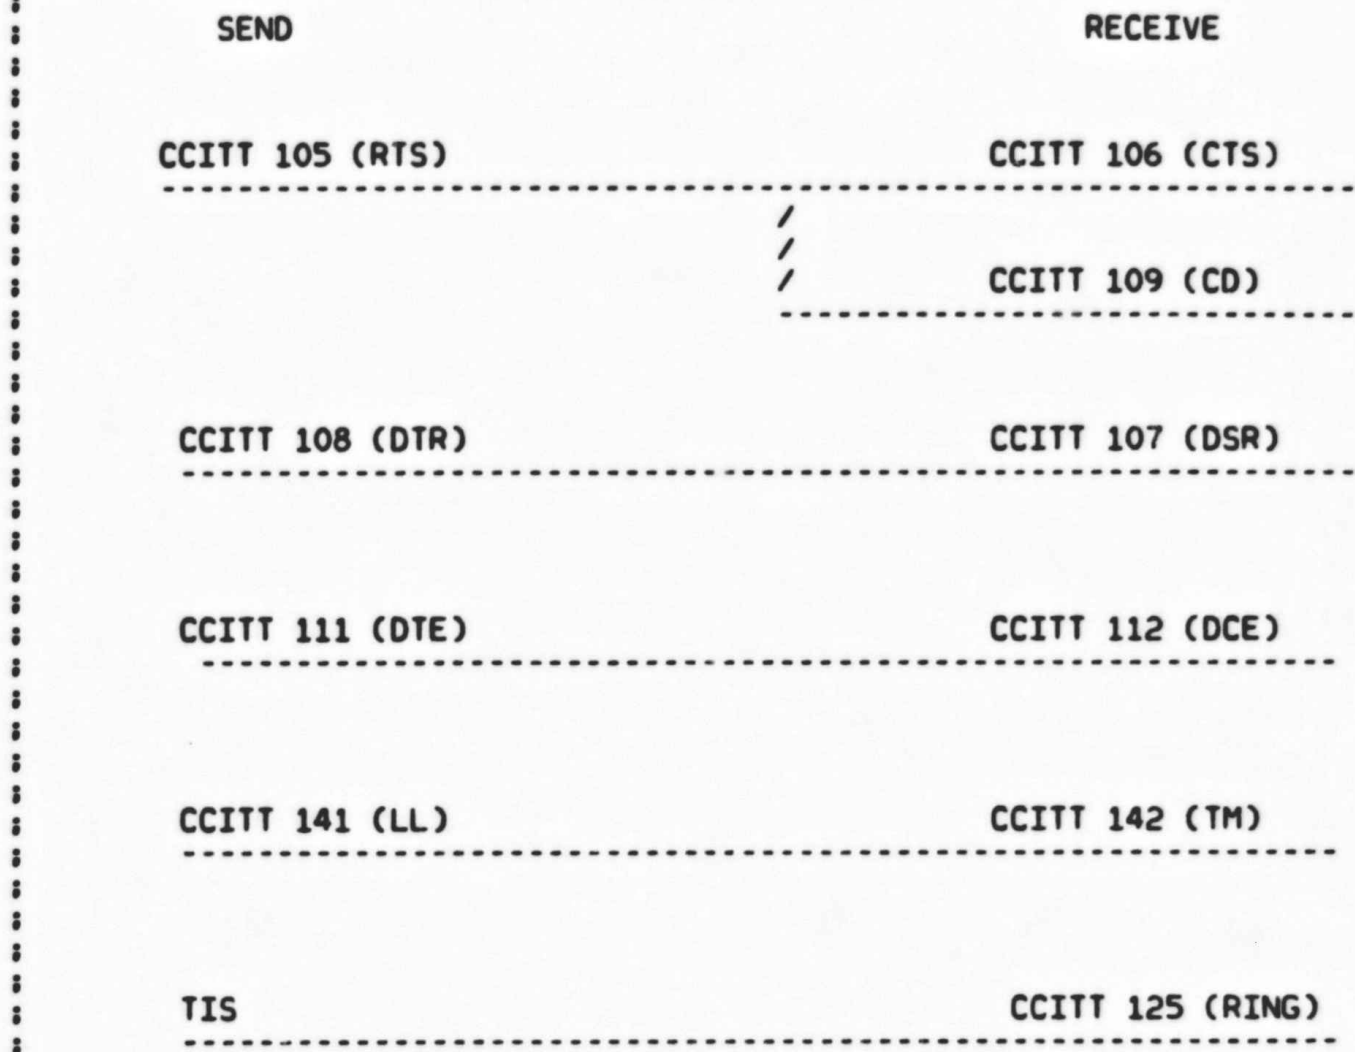 SEND RECEIVE
CCITT 105 (RTS) CCITT 106 (CTS)
CCITT 109 (CD)
CCITT 108 (DTR) CCITT 107 (DSR)
CCITT 111 (DTE) CCITT 112 (DCE)
CCITT 141 (LL) CCITT 142 (TM)
TIS CCITT 125 (RING)